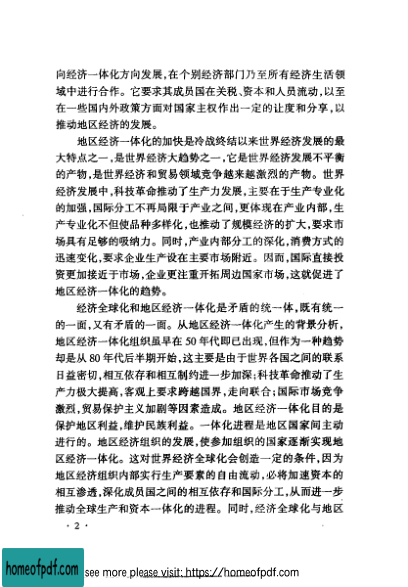 向经济一体化方向发展,在个别经济部门乃至所有经济生活领
域中进行合作。它要求其成员国在关税、资本和人员流动,以至
在一些国内外政策方面对国家主权作出一定的让度和分享,以
推动地区经济的发展。
地区经济一体化的加快是冷战终结以来世界经济发展的最
大特点之一,是世界经济大趋势之一,它是世界经济发展不平衡
的产物,是世界经济和贸易领域竞争越来越激烈的产物。世界
经济发展中,科技革命推动了生产力发展,主要在于生产专业化
的加强,国际分工不再局限于产业之间,更体现在产业内部,生
产专业化不但使品种多样化,也推动了规模经济的扩大,要求市
场具有足够的吸纳力。同时,产业内部分工的深化,消费方式的
迅速变化,要求企业生产设在主要市场附近。因而,国际直接投
资更加接近于市场,企业更注重开拓周边国家市场,这就促进了
地区经济一体化的趋势。
经济全球化和地区经济一体化是矛盾的统一体,既有统一
的一面,又有矛盾的一面。从地区经济一体化产生的背景分析,
地区经济一体化组织虽早在50年代即已出现,但作为一种趋势
却是从80年代后半期开始,这主要是由于世界各国之间的联系
日益密切,相互依存和相互制约进一步加深;科技革命推动了生
产力极大提高,客观上要求跨越国界,走向联合;国际市场竞争
激烈,贸易保护主义加剧等因素造成。地区经济一体化目的是
保护地区利益,维护民族利益。一体化进程是地区国家间主动
进行的。地区经济组织的发展,使参加组织的国家逐渐实现地
区经济一体化。这对世界经济全球化会创造一定的条件,因为
地区经济组织内部实行生产要素的自由流动,必将加速资本的
相互渗透,深化成员国之间的相互依存和国际分工,从而进一步
推动全球生产和资本一体化的进程。同时,经济全球化与地区
· 2 ·
homeofpdf.com
see more please visit: https://homeofpdf.com